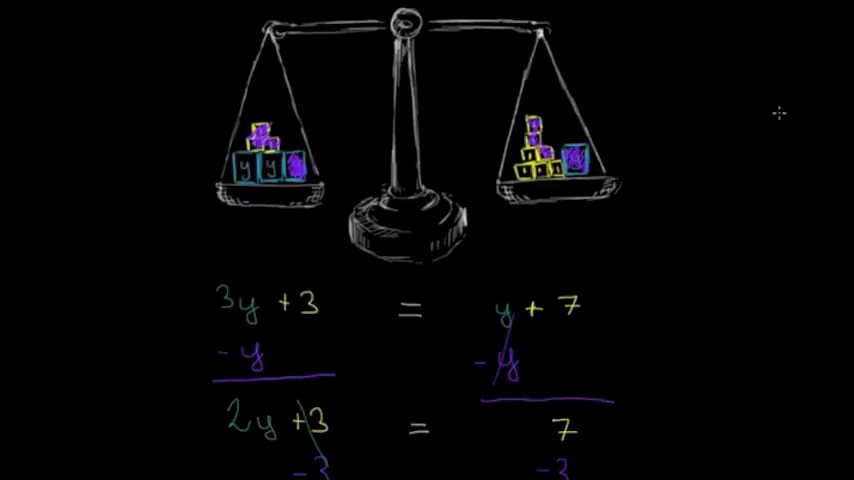 y y
3y + 3 = y + 7
- y - y
2y + 3 = 7
- 3 - 3